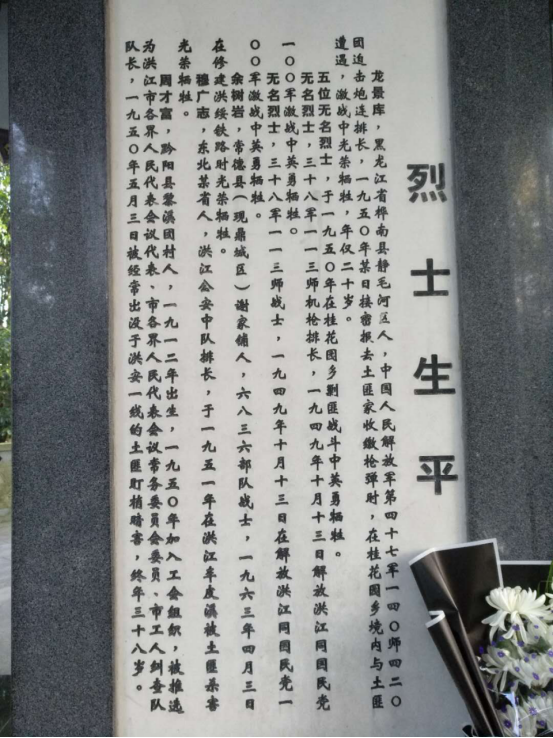 烈士生平
龙景库，黑龙江省桦南县静毛河区人，中国人民解放军第四十七军一四〇师四二〇
团迫击炮连排长，一九五〇年某日接密报去土匪家收缴枪弹时，在桂花园乡境内与土匪
遭遇，激战中光荣牺牲，年仅二十岁。
五位无名烈士，于一九五〇年在桂花园乡剿匪战斗中英勇牺牲。
无名烈士，三十八军一一三师机枪排长，一九四九年十月十三日解放洪江同国民党
一〇〇军激战中英勇牺牲。
无名烈士，三十八军一一三师战士，一九四九年十月十三日在解放洪江同国民党一
〇〇军激战中英勇牺牲。
余树岩，常德县（现鼎城区）谢家铺人，六八三六部队战士，一九六三年四月三日
在修建洪绥铁路时光荣牺牲。
穆广志，东北某省人，洪江公安中队排长，于一九五一年在洪江牟皮溪被土匪杀害
光荣牺牲。
周才富，黔阳县黎溪团村人，一九一二年出生，一九五〇年加入工会组织，被推选
为洪江市各界人民代表会议代表、市各界人民代表会议常务委员会委员、市工人纠查队
队长，一九五〇年五月三日被经常出没于洪安一线的土匪盯梢暗害，终年三十八岁。